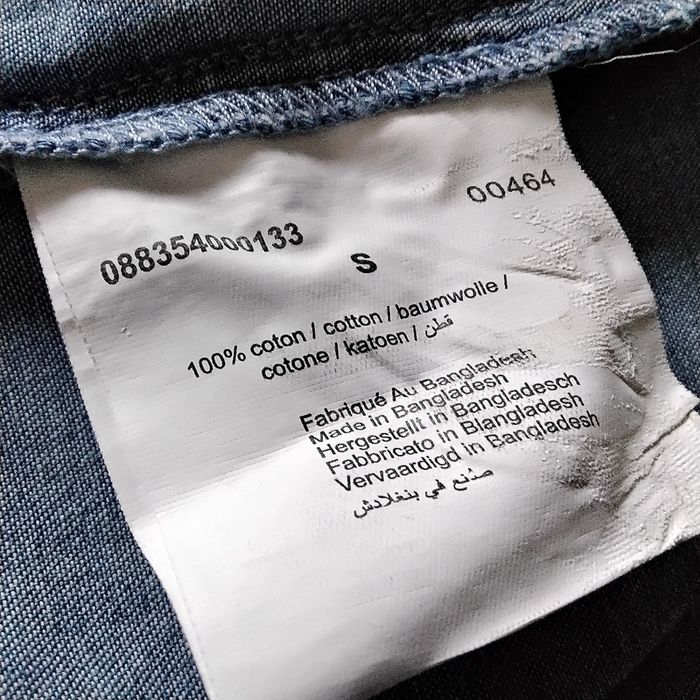 088354000133
00464
S
100% coton / cotton / baumwolle /
cotone / katoen / قطن
Fabriqué Au Bangladesh
Made in Bangladesh
Hergestellt in Bangladesch
Fabbricato in Blangladesh
Vervaardigd in Bangladesh
صنع في بنغلادش